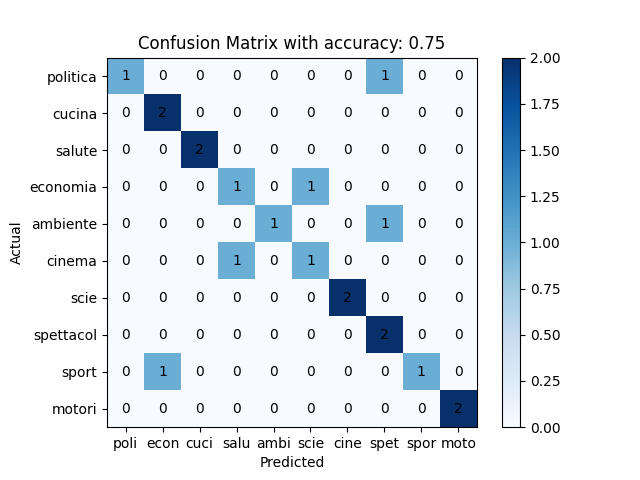 Confusion Matrix with accuracy: 0.75
politica 1 0 0 0 0 0 0 1 0 0
cucina 0 2 0 0 0 0 0 0 0 0
salute 0 0 2 0 0 0 0 0 0 0
economia 0 0 0 1 0 1 0 0 0 0
ambiente 0 0 0 0 1 0 0 1 0 0
cinema 0 0 0 1 0 1 0 0 0 0
scie 0 0 0 0 0 0 2 0 0 0
spettacol 0 0 0 0 0 0 0 2 0 0
sport 0 1 0 0 0 0 0 0 1 0
motori 0 0 0 0 0 0 0 0 0 2
poli econ cuci salu ambi scie cine spet spor moto
Predicted
Actual
2.00
1.75
1.50
1.25
1.00
0.75
0.50
0.25
0.00